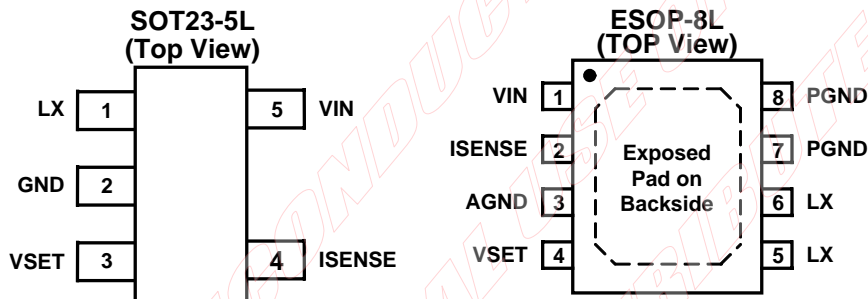 SOT23-5L
(Top View)
LX 1
5 VIN
GND 2
VSET 3
4 ISENSE
ESOP-8L
(TOP View)
VIN 1
8 PGND
ISENSE 2
7 PGND
AGND 3
6 LX
VSET 4
5 LX
Exposed
Pad on
Backside